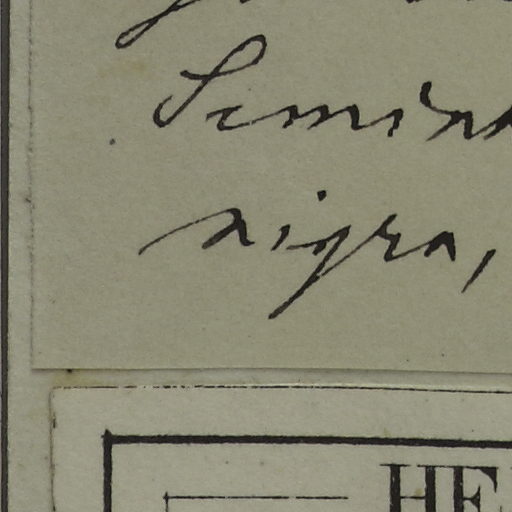 Semina
nigra,
HE